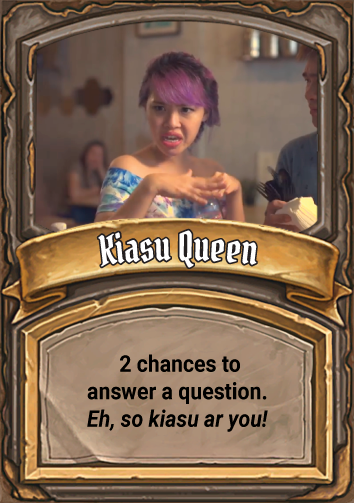 Kiasu Queen
2 chances to
answer a question.
Eh, so kiasu ar you!